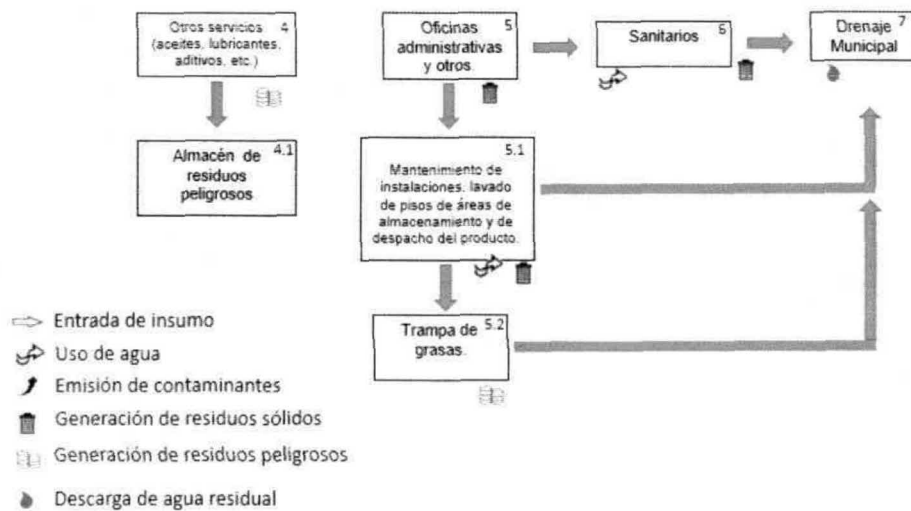 Otros servicios 4
(aceites, lubricantes,
aditivos, etc.)
Oficinas 5
administrativas
y otros.
Sanitarios 6
Drenaje 7
Municipal
Almacén de 4.1
residuos
peligrosos
5.1
Mantenimiento de
instalaciones, lavado
de pisos de áreas de
almacenamiento y de
despacho del producto.
Trampa de 5.2
grasas.
Entrada de insumo
Uso de agua
Emisión de contaminantes
Generación de residuos sólidos
Generación de residuos peligrosos
Descarga de agua residual